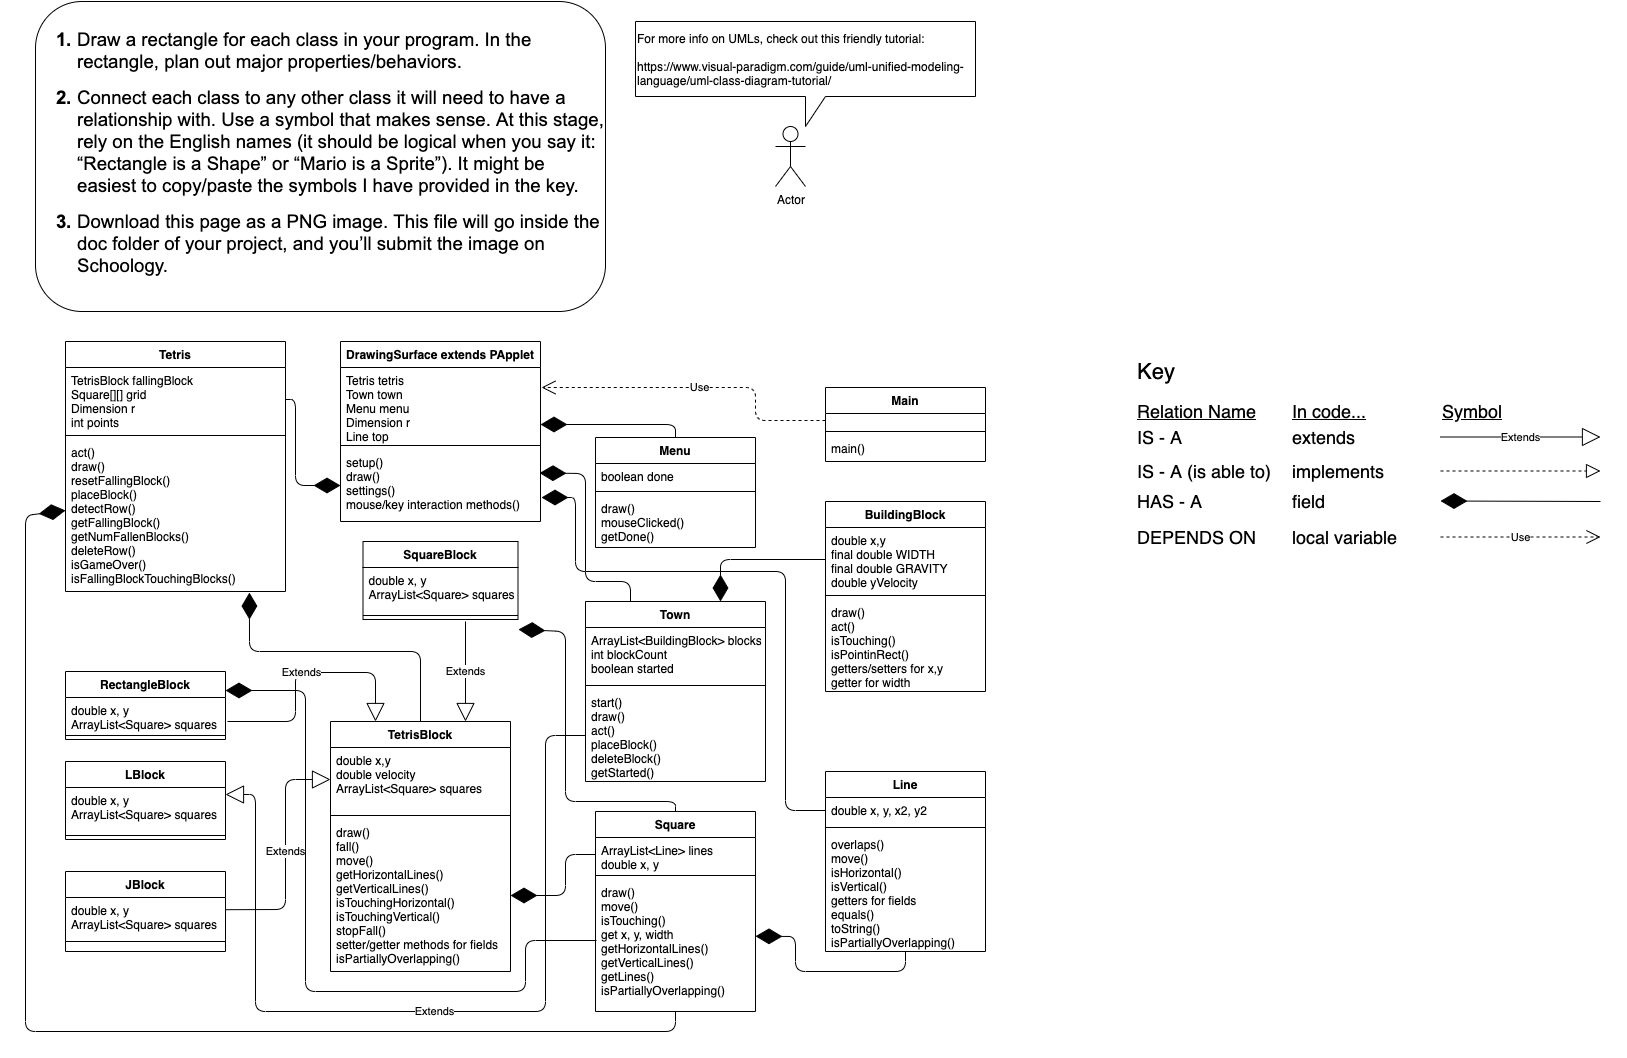 1. Draw a rectangle for each class in your program. In the
rectangle, plan out major properties/behaviors.
2. Connect each class to any other class it will need to have a
relationship with. Use a symbol that makes sense. At this stage,
rely on the English names (it should be logical when you say it:
“Rectangle is a Shape” or “Mario is a Sprite”). It might be
easiest to copy/paste the symbols I have provided in the key.
3. Download this page as a PNG image. This file will go inside the
doc folder of your project, and you’ll submit the image on
Schoology.
For more info on UMLs, check out this friendly tutorial:
https://www.visual-paradigm.com/guide/uml-unified-modeling-
language/uml-class-diagram-tutorial/
Actor
Tetris
TetrisBlock fallingBlock
Square[][] grid
Dimension r
int points
act()
draw()
resetFallingBlock()
placeBlock()
detectRow()
getFallingBlock()
getNumFallenBlocks()
deleteRow()
isGameOver()
isFallingBlockTouchingBlocks()
DrawingSurface extends PApplet
Tetris tetris
Town town
Menu menu
Dimension r
Line top
setup()
draw()
settings()
mouse/key interaction methods()
Use
Main
main()
Menu
boolean done
draw()
mouseClicked()
getDone()
BuildingBlock
double x,y
final double WIDTH
final double GRAVITY
double yVelocity
draw()
act()
isTouching()
isPointinRect()
getters/setters for x,y
getter for width
SquareBlock
double x, y
ArrayList<Square> squares
Extends
Extends
Town
ArrayList<BuildingBlock> blocks
int blockCount
boolean started
start()
draw()
act()
placeBlock()
deleteBlock()
getStarted()
RectangleBlock
double x, y
ArrayList<Square> squares
LBlock
double x, y
ArrayList<Square> squares
Extends
JBlock
double x, y
ArrayList<Square> squares
TetrisBlock
double x,y
double velocity
ArrayList<Square> squares
draw()
fall()
move()
getHorizontalLines()
getVerticalLines()
isTouchingHorizontal()
isTouchingVertical()
stopFall()
setter/getter methods for fields
isPartiallyOverlapping()
Extends
Square
ArrayList<Line> lines
double x, y
draw()
move()
isTouching()
get x, y, width
getHorizontalLines()
getVerticalLines()
getLines()
isPartiallyOverlapping()
Line
double x, y, x2, y2
overlaps()
move()
isHorizontal()
isVertical()
getters for fields
equals()
toString()
isPartiallyOverlapping()
Key
Relation Name In code... Symbol
IS - A extends Extends
IS - A (is able to) implements
HAS - A field
DEPENDS ON local variable Use